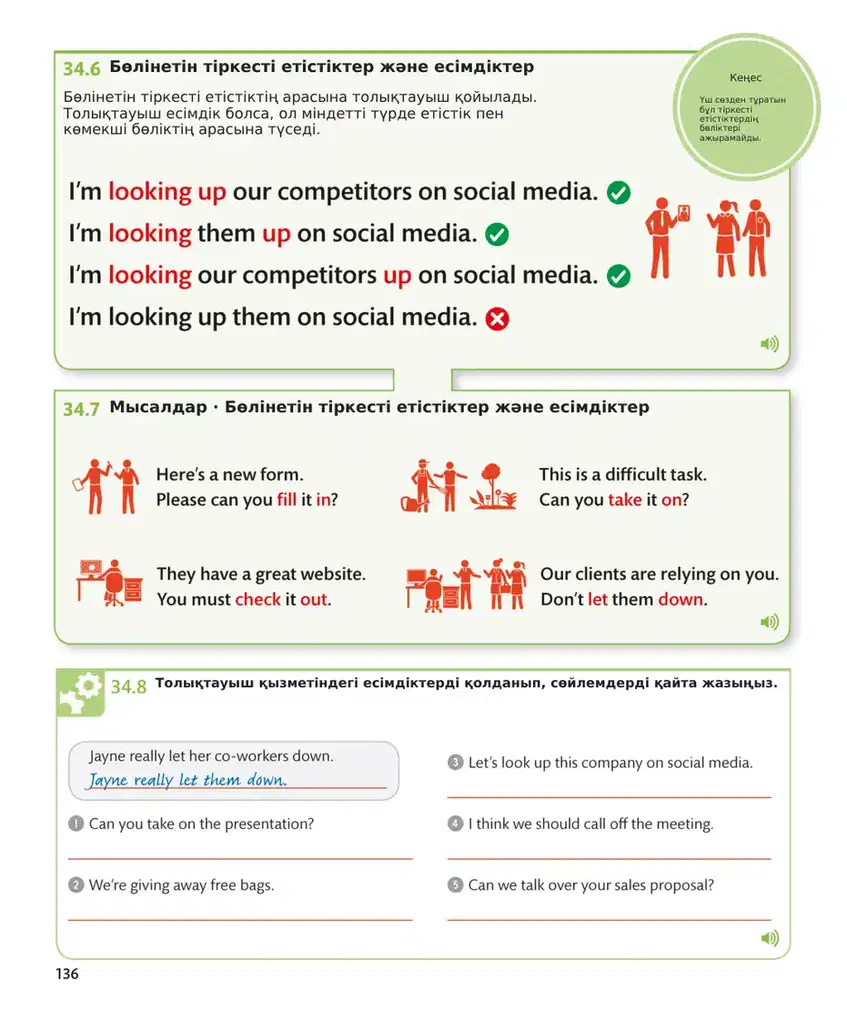 34.6 Бөлінетін тіркесті етістіктер және есімдіктер
Бөлінетін тіркесті етістіктің арасына толықтауыш қойылады.
Толықтауыш есімдік болса, ол міндетті түрде етістік пен
көмекші бөліктің арасына түседі.
Кеңес
Үш сөзден тұратын
бұл тіркесті
етістіктердің
бөліктері
ажырамайды.
I'm looking up our competitors on social media.
I'm looking them up on social media.
I'm looking our competitors up on social media.
I'm looking up them on social media.
34.7 Мысалдар · Бөлінетін тіркесті етістіктер және есімдіктер
Here's a new form.
Please can you fill it in?
This is a difficult task.
Can you take it on?
They have a great website.
You must check it out.
Our clients are relying on you.
Don't let them down.
34.8 Толықтауыш қызметіндегі есімдіктерді қолданып, сөйлемдерді қайта жазыңыз.
Jayne really let her co-workers down.
Jayne really let them down.
1 Can you take on the presentation?
2 We're giving away free bags.
3 Let's look up this company on social media.
4 I think we should call off the meeting.
5 Can we talk over your sales proposal?
136